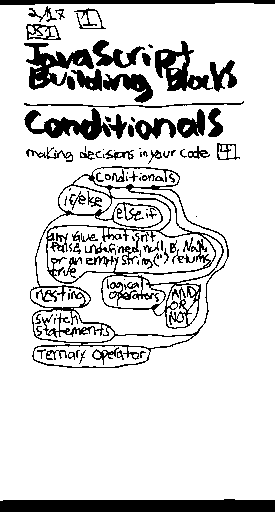 2/17 1
JS1
JavaScript
Building Blocks
Conditionals
making decisions in your code 4
Conditionals
if/else
else if
any value that isn't
false, undefined, null, 0, NaN,
or an empty string('') returns
true
logical
operators
nesting
AND
OR
NOT
Switch
statements
Ternary operator